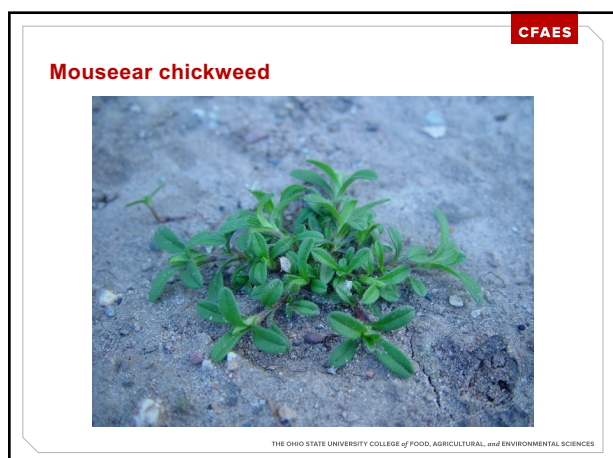 CFAES
Mouseear chickweed
THE OHIO STATE UNIVERSITY COLLEGE of FOOD, AGRICULTURAL, and ENVIRONMENTAL SCIENCES